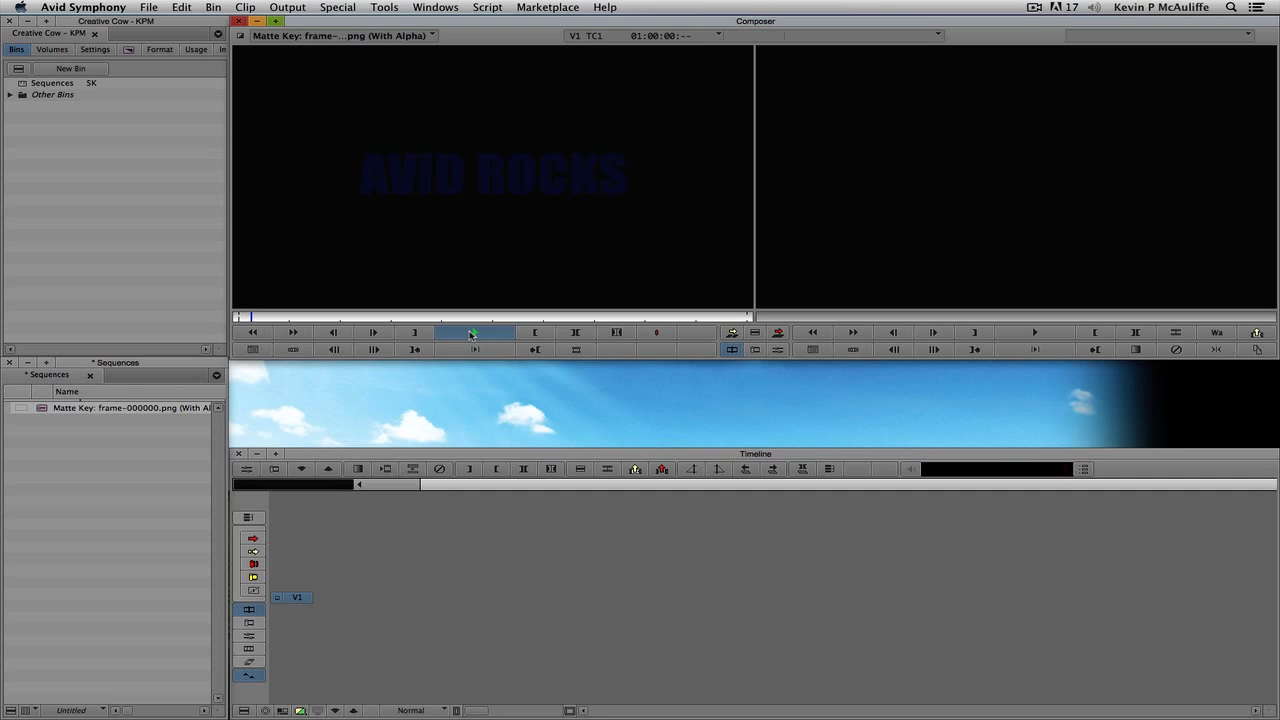 Avid Symphony File Edit Bin Clip Output Special Tools Windows Script Marketplace Help 17 Kevin P McAuliffe
Creative Cow - KPM
Composer
Creative Cow — KPM
Matte Key: frame-...png (With Alpha)
V1 TC1 01:00:00:--
Bins Volumes Settings Format Usage In
New Bin
Sequences 5K
Other Bins
AVID ROCKS
Wa
* Sequences
* Sequences
Name
Matte Key: frame-000000.png (With Al
Timeline
V1
Untitled
Normal